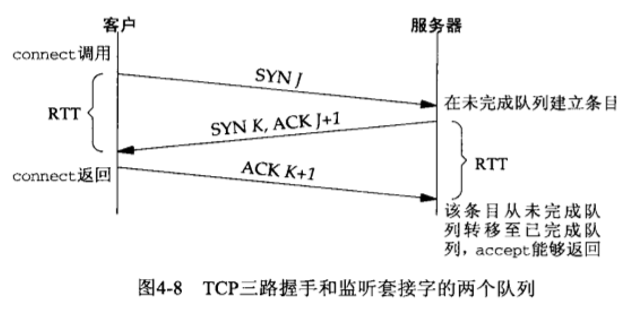 客户
服务器
connect调用
SYN J
在未完成队列建立条目
RTT
SYN K, ACK J+1
RTT
connect返回
ACK K+1
该条目从未完成队
列转移至已完成队
列，accept能够返回
图4-8 TCP三路握手和监听套接字的两个队列